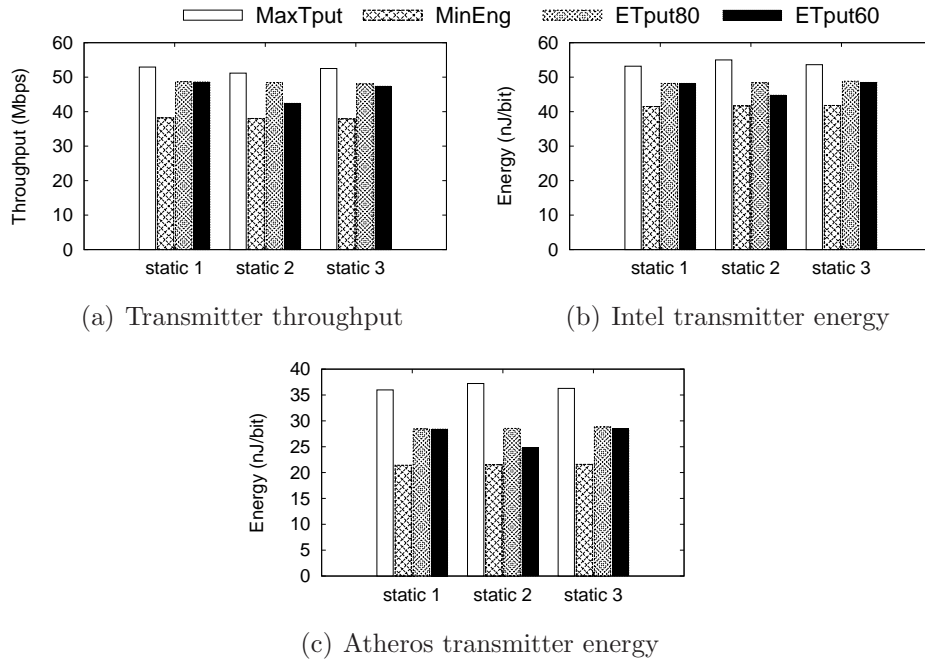 MaxTput MinEng ETput80 ETput60
Throughput (Mbps)
60
50
40
30
20
10
0
static 1 static 2 static 3
(a) Transmitter throughput
Energy (nJ/bit)
60
50
40
30
20
10
0
static 1 static 2 static 3
(b) Intel transmitter energy
Energy (nJ/bit)
40
35
30
25
20
15
10
5
0
static 1 static 2 static 3
(c) Atheros transmitter energy